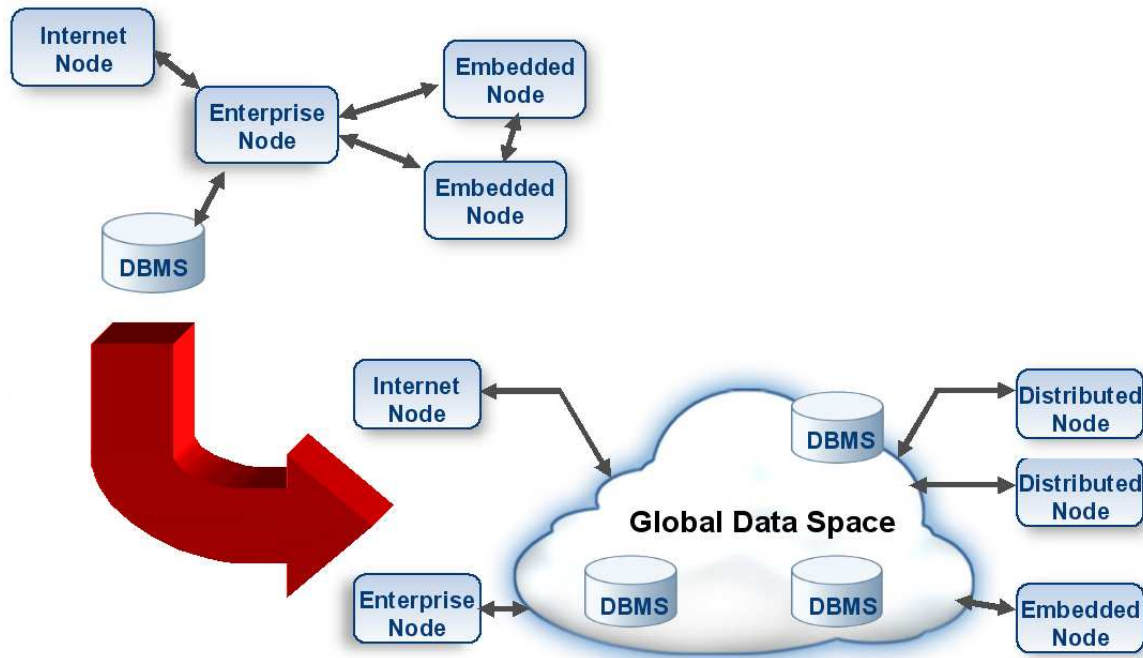 Internet
Node
Enterprise
Node
Embedded
Node
Embedded
Node
DBMS
Internet
Node
Distributed
Node
DBMS
Distributed
Node
Global Data Space
Enterprise
Node
DBMS
DBMS
Embedded
Node